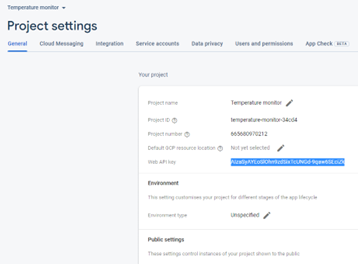 Temperature monitor
Project settings
General Cloud Messaging Integration Service accounts Data privacy Users and permissions App Check BETA
Your project
Project name Temperature monitor
Project ID temperature-monitor-34cd4
Project number 665680970212
Default GCP resource location Not yet selected
Web API key
Environment
This setting customises your project for different stages of the app lifecycle
Environment type Unspecified
Public settings
These settings control instances of your project shown to the public